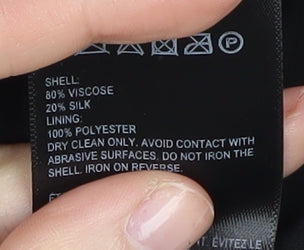 P
SHELL:
80% VISCOSE
20% SILK
LINING:
100% POLYESTER
DRY CLEAN ONLY. AVOID CONTACT WITH
ABRASIVE SURFACES. DO NOT IRON THE
SHELL. IRON ON REVERSE.
EVITEZ LE